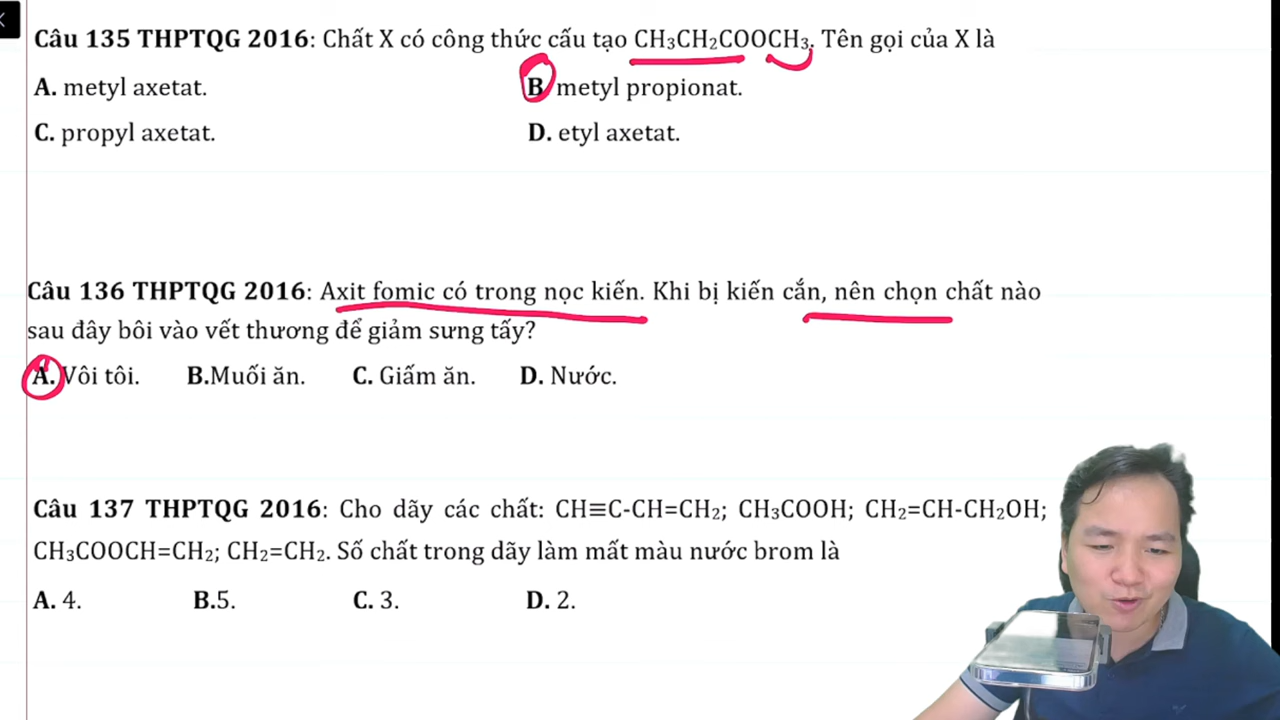 Câu 135 THPTQG 2016: Chất X có công thức cấu tạo CH₃CH₂COOCH₃. Tên gọi của X là
A. metyl axetat. B. metyl propionat.
C. propyl axetat. D. etyl axetat.
Câu 136 THPTQG 2016: Axit fomic có trong nọc kiến. Khi bị kiến cắn, nên chọn chất nào
sau đây bôi vào vết thương để giảm sưng tấy?
A. Vôi tôi. B.Muối ăn. C. Giấm ăn. D. Nước.
Câu 137 THPTQG 2016: Cho dãy các chất: CH≡C-CH=CH₂; CH₃COOH; CH₂=CH-CH₂OH;
CH₃COOCH=CH₂; CH₂=CH₂. Số chất trong dãy làm mất màu nước brom là
A. 4. B.5. C. 3. D. 2.